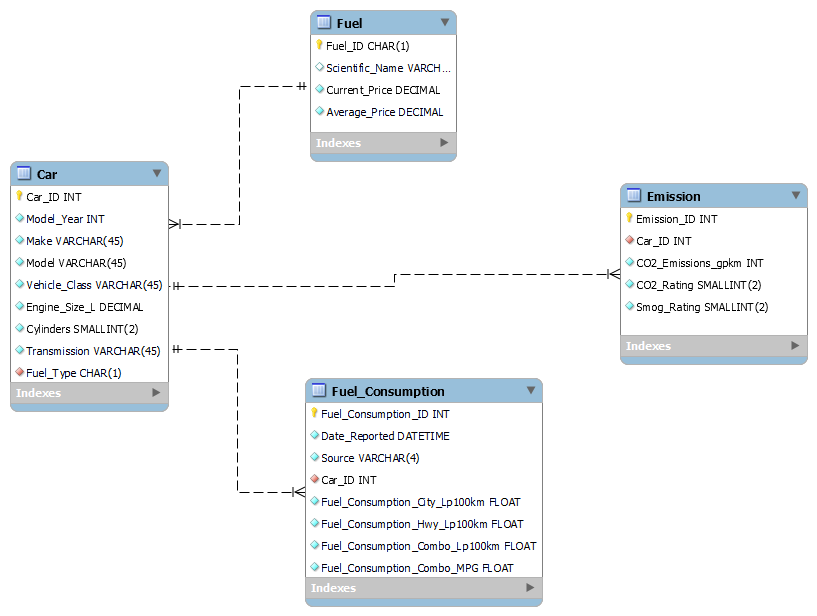 Fuel
Fuel_ID CHAR(1)
Scientific_Name VARCH...
Current_Price DECIMAL
Average_Price DECIMAL
Indexes
Car
Car_ID INT
Model_Year INT
Make VARCHAR(45)
Model VARCHAR(45)
Vehicle_Class VARCHAR(45)
Engine_Size_L DECIMAL
Cylinders SMALLINT(2)
Transmission VARCHAR(45)
Fuel_Type CHAR(1)
Indexes
Emission
Emission_ID INT
Car_ID INT
CO2_Emissions_gpkm INT
CO2_Rating SMALLINT(2)
Smog_Rating SMALLINT(2)
Indexes
Fuel_Consumption
Fuel_Consumption_ID INT
Date_Reported DATETIME
Source VARCHAR(4)
Car_ID INT
Fuel_Consumption_City_Lp100km FLOAT
Fuel_Consumption_Hwy_Lp100km FLOAT
Fuel_Consumption_Combo_Lp100km FLOAT
Fuel_Consumption_Combo_MPG FLOAT
Indexes